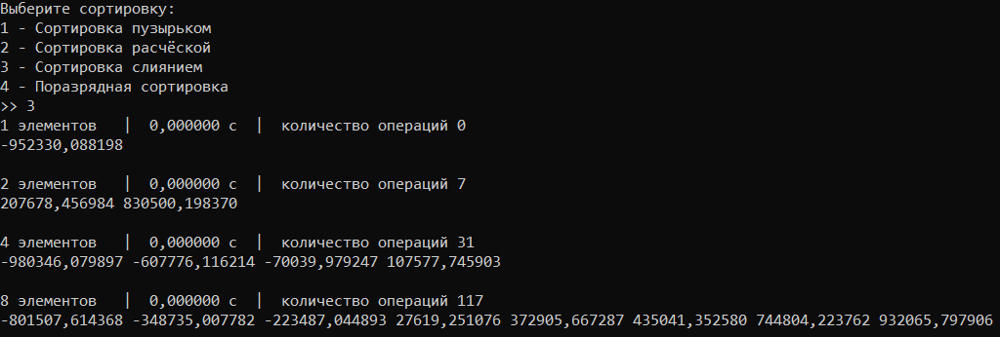 Выберите сортировку:
1 - Сортировка пузырьком
2 - Сортировка расчёской
3 - Сортировка слиянием
4 - Поразрядная сортировка
>> 3
1 элементов   |  0,000000 с  |  количество операций 0
-952330,088198
2 элементов   |  0,000000 с  |  количество операций 7
207678,456984 830500,198370
4 элементов   |  0,000000 с  |  количество операций 31
-980346,079897 -607776,116214 -70039,979247 107577,745903
8 элементов   |  0,000000 с  |  количество операций 117
-801507,614368 -348735,007782 -223487,044893 27619,251076 372905,667287 435041,352580 744804,223762 932065,797906